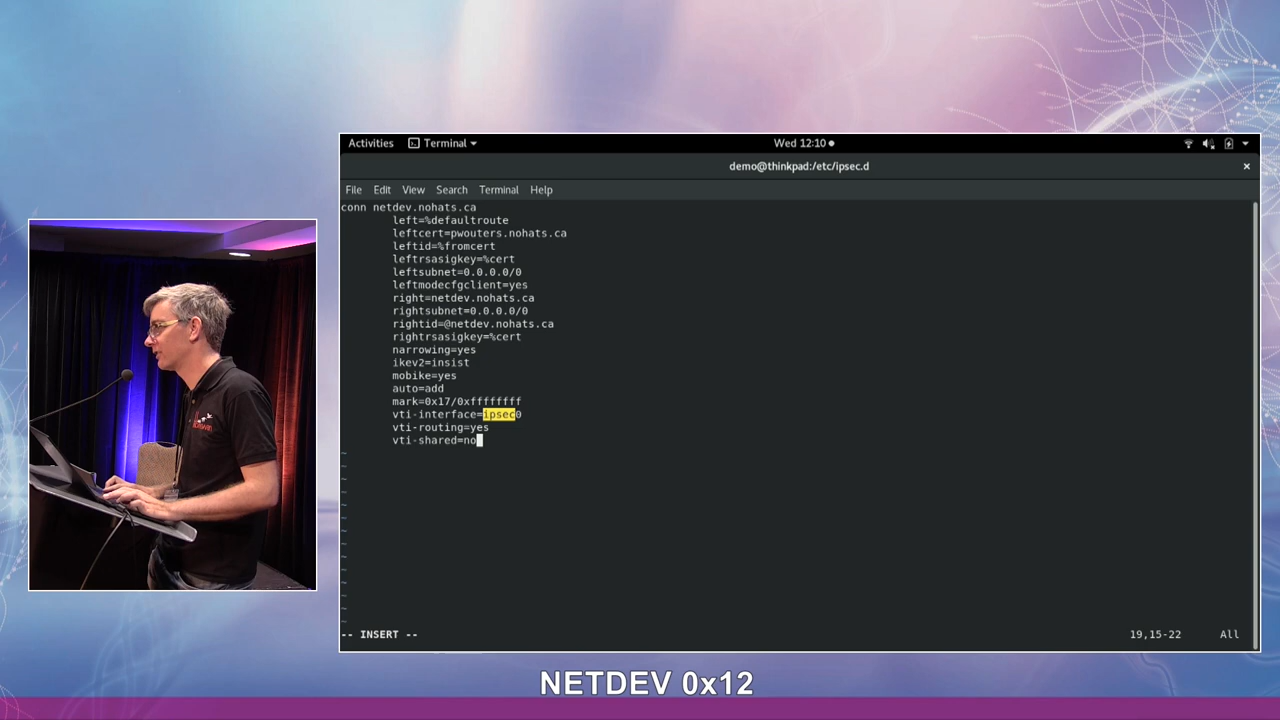 Activities Terminal Wed 12:10
demo@thinkpad:/etc/ipsec.d
File Edit View Search Terminal Help
conn netdev.nohats.ca
left=%defaultroute
leftcert=pwouters.nohats.ca
leftid=%fromcert
leftrsasigkey=%cert
leftsubnet=0.0.0.0/0
leftmodecfgclient=yes
right=netdev.nohats.ca
rightsubnet=0.0.0.0/0
rightid=@netdev.nohats.ca
rightrsasigkey=%cert
narrowing=yes
ikev2=insist
mobike=yes
auto=add
mark=0x17/0xffffffff
vti-interface=ipsec0
vti-routing=yes
vti-shared=no
~
~
~
~
~
~
~
~
~
~
~
~
~
~
-- INSERT -- 19,15-22 All
NETDEV 0x12